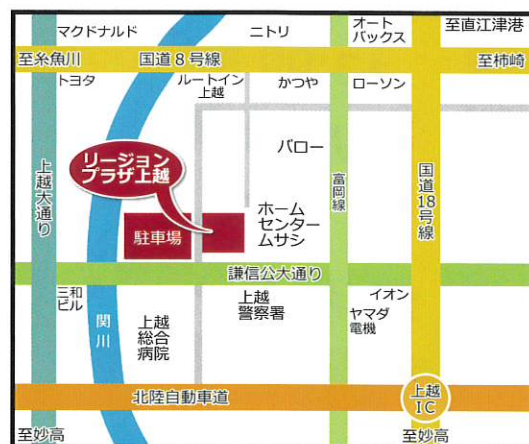 マクドナルド
ニトリ
オート
バックス
至直江津港
至糸魚川
国道８号線
至柿崎
トヨタ
ルートイン
上越
かつや
ローソン
リージョン
プラザ上越
バロー
上越大通り
富岡線
国道18号線
駐車場
ホーム
センター
ムサシ
謙信公大通り
三和
ビル
関川
上越
総合
病院
上越
警察署
イオン
ヤマダ
電機
北陸自動車道
上越
IC
至妙高
至妙高